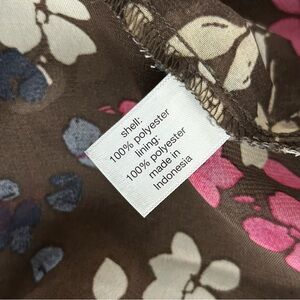 shell:
100% polyester
lining:
100% polyester
made in
Indonesia